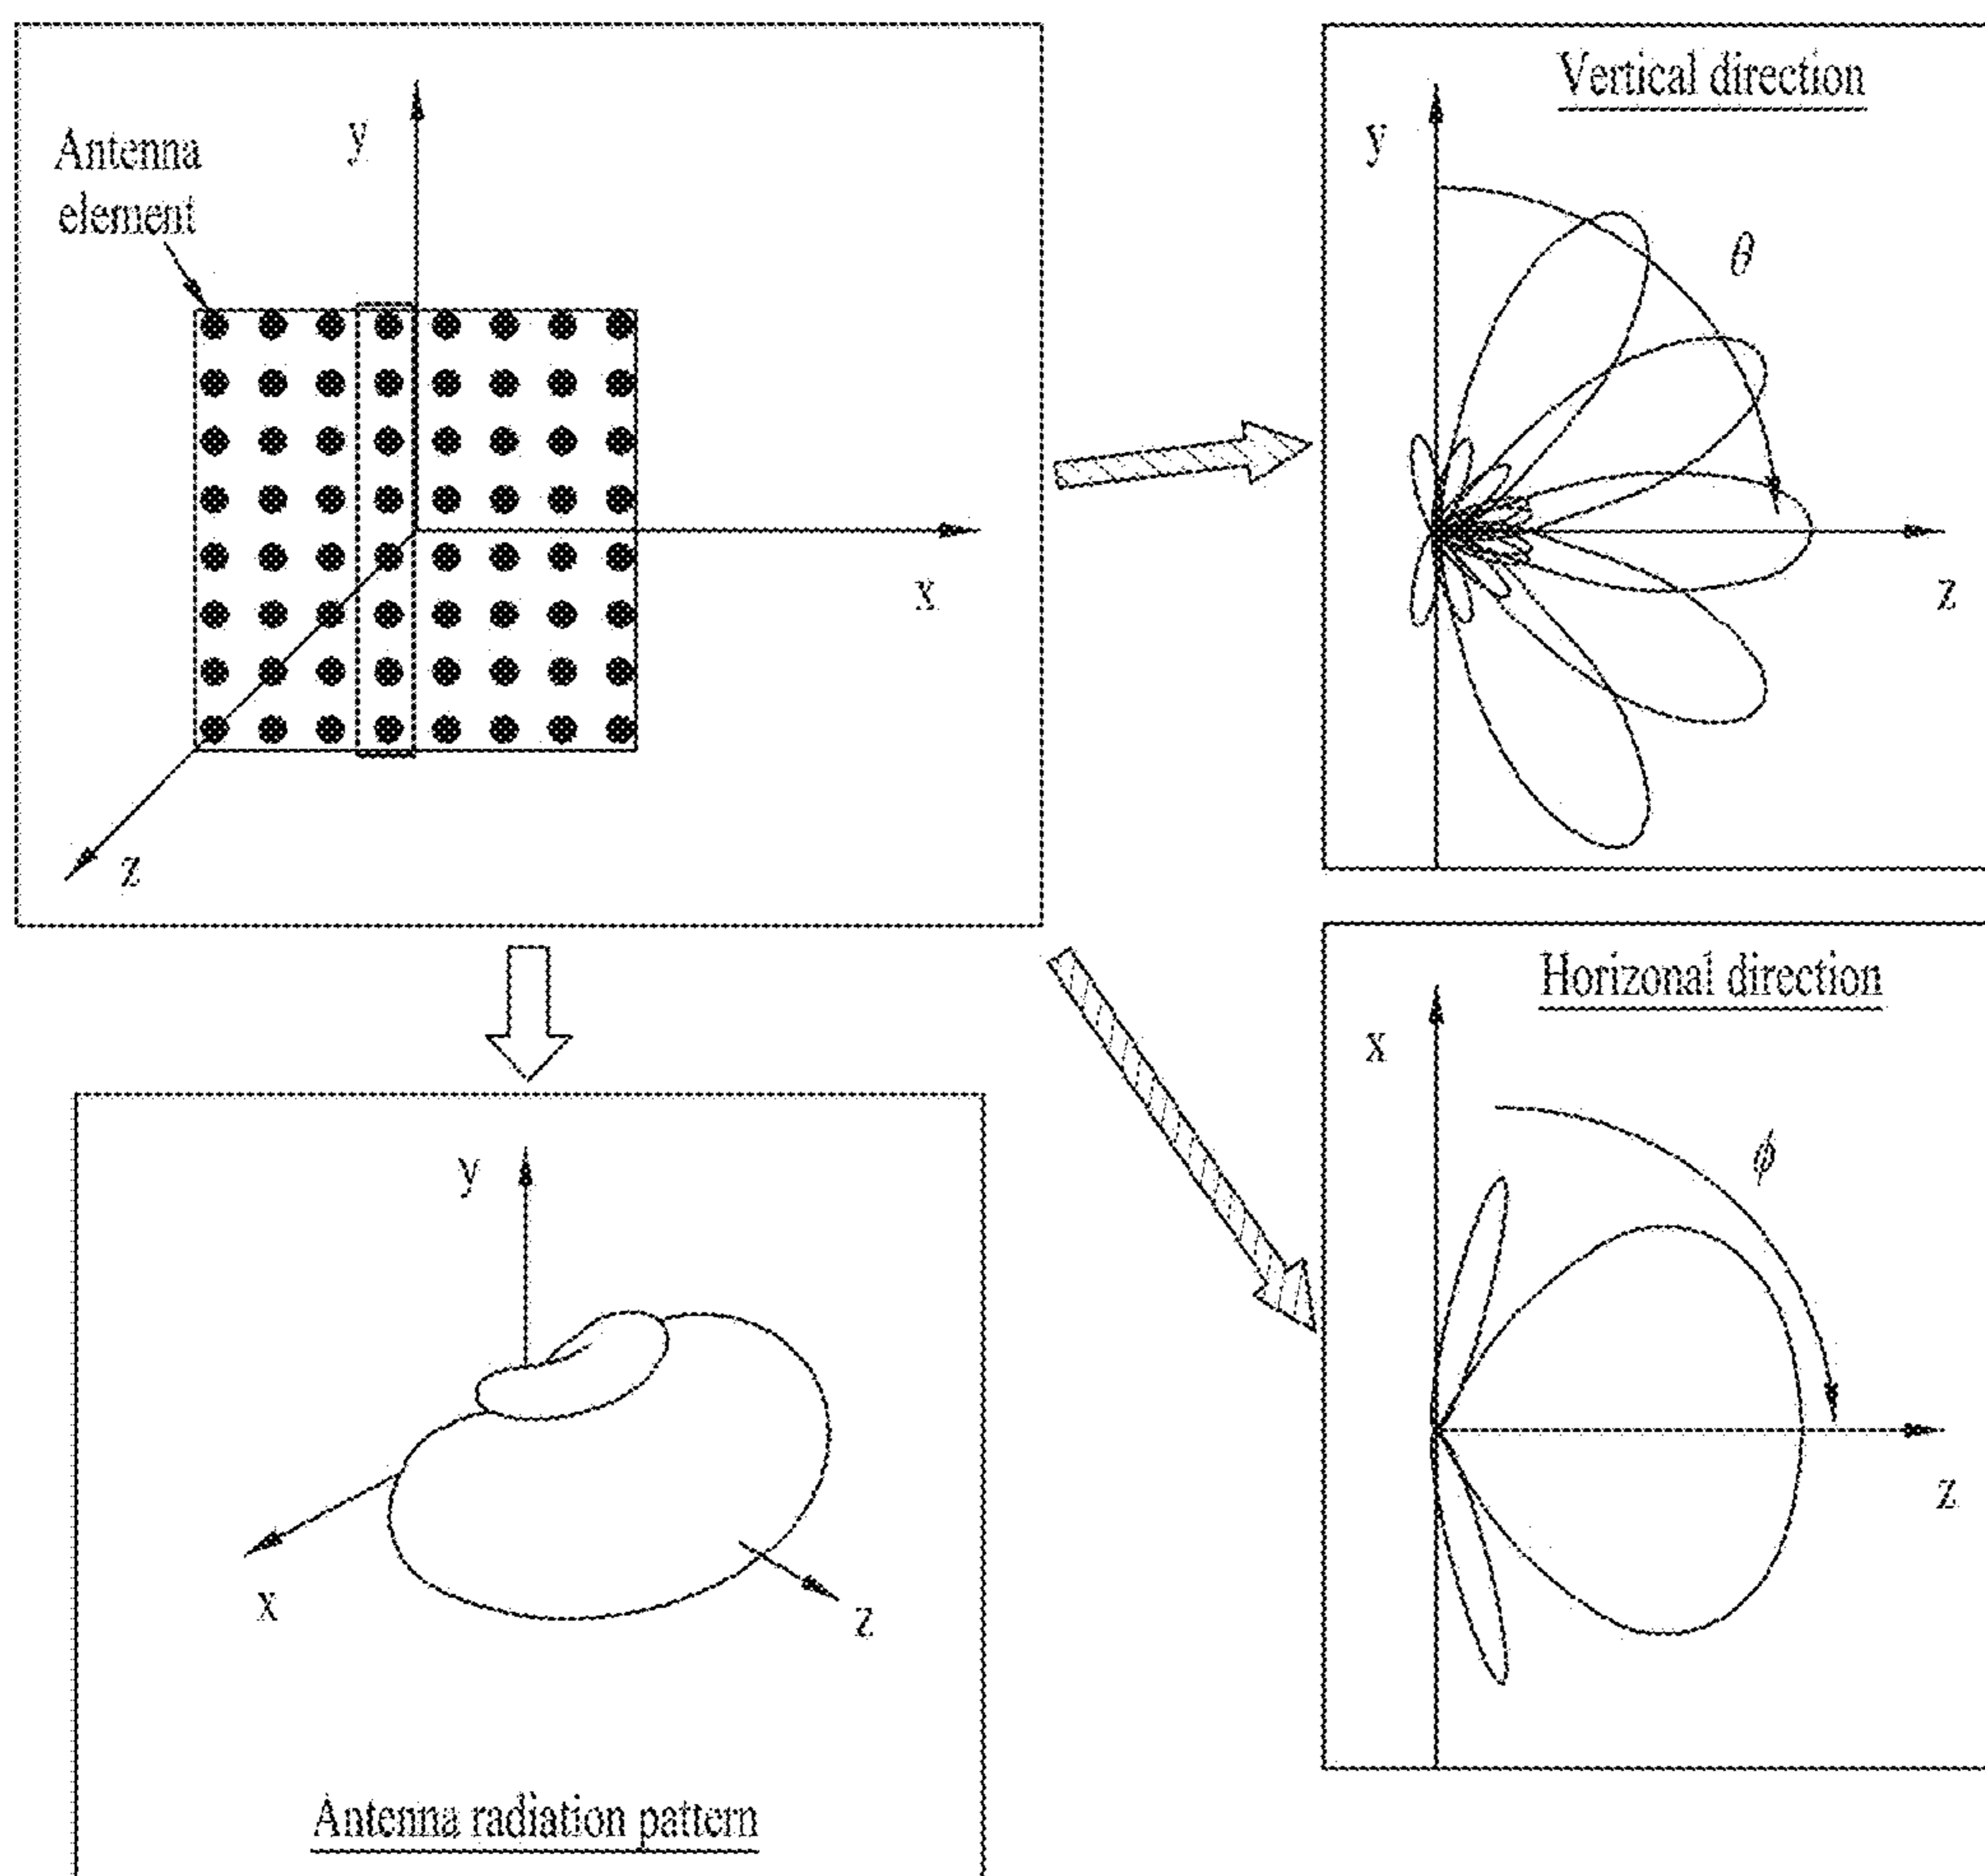 Antenna
element
y
x
z
Vertical direction
y
θ
z
Horizonal direction
x
ϕ
z
y
x
z
Antenna radiation pattern